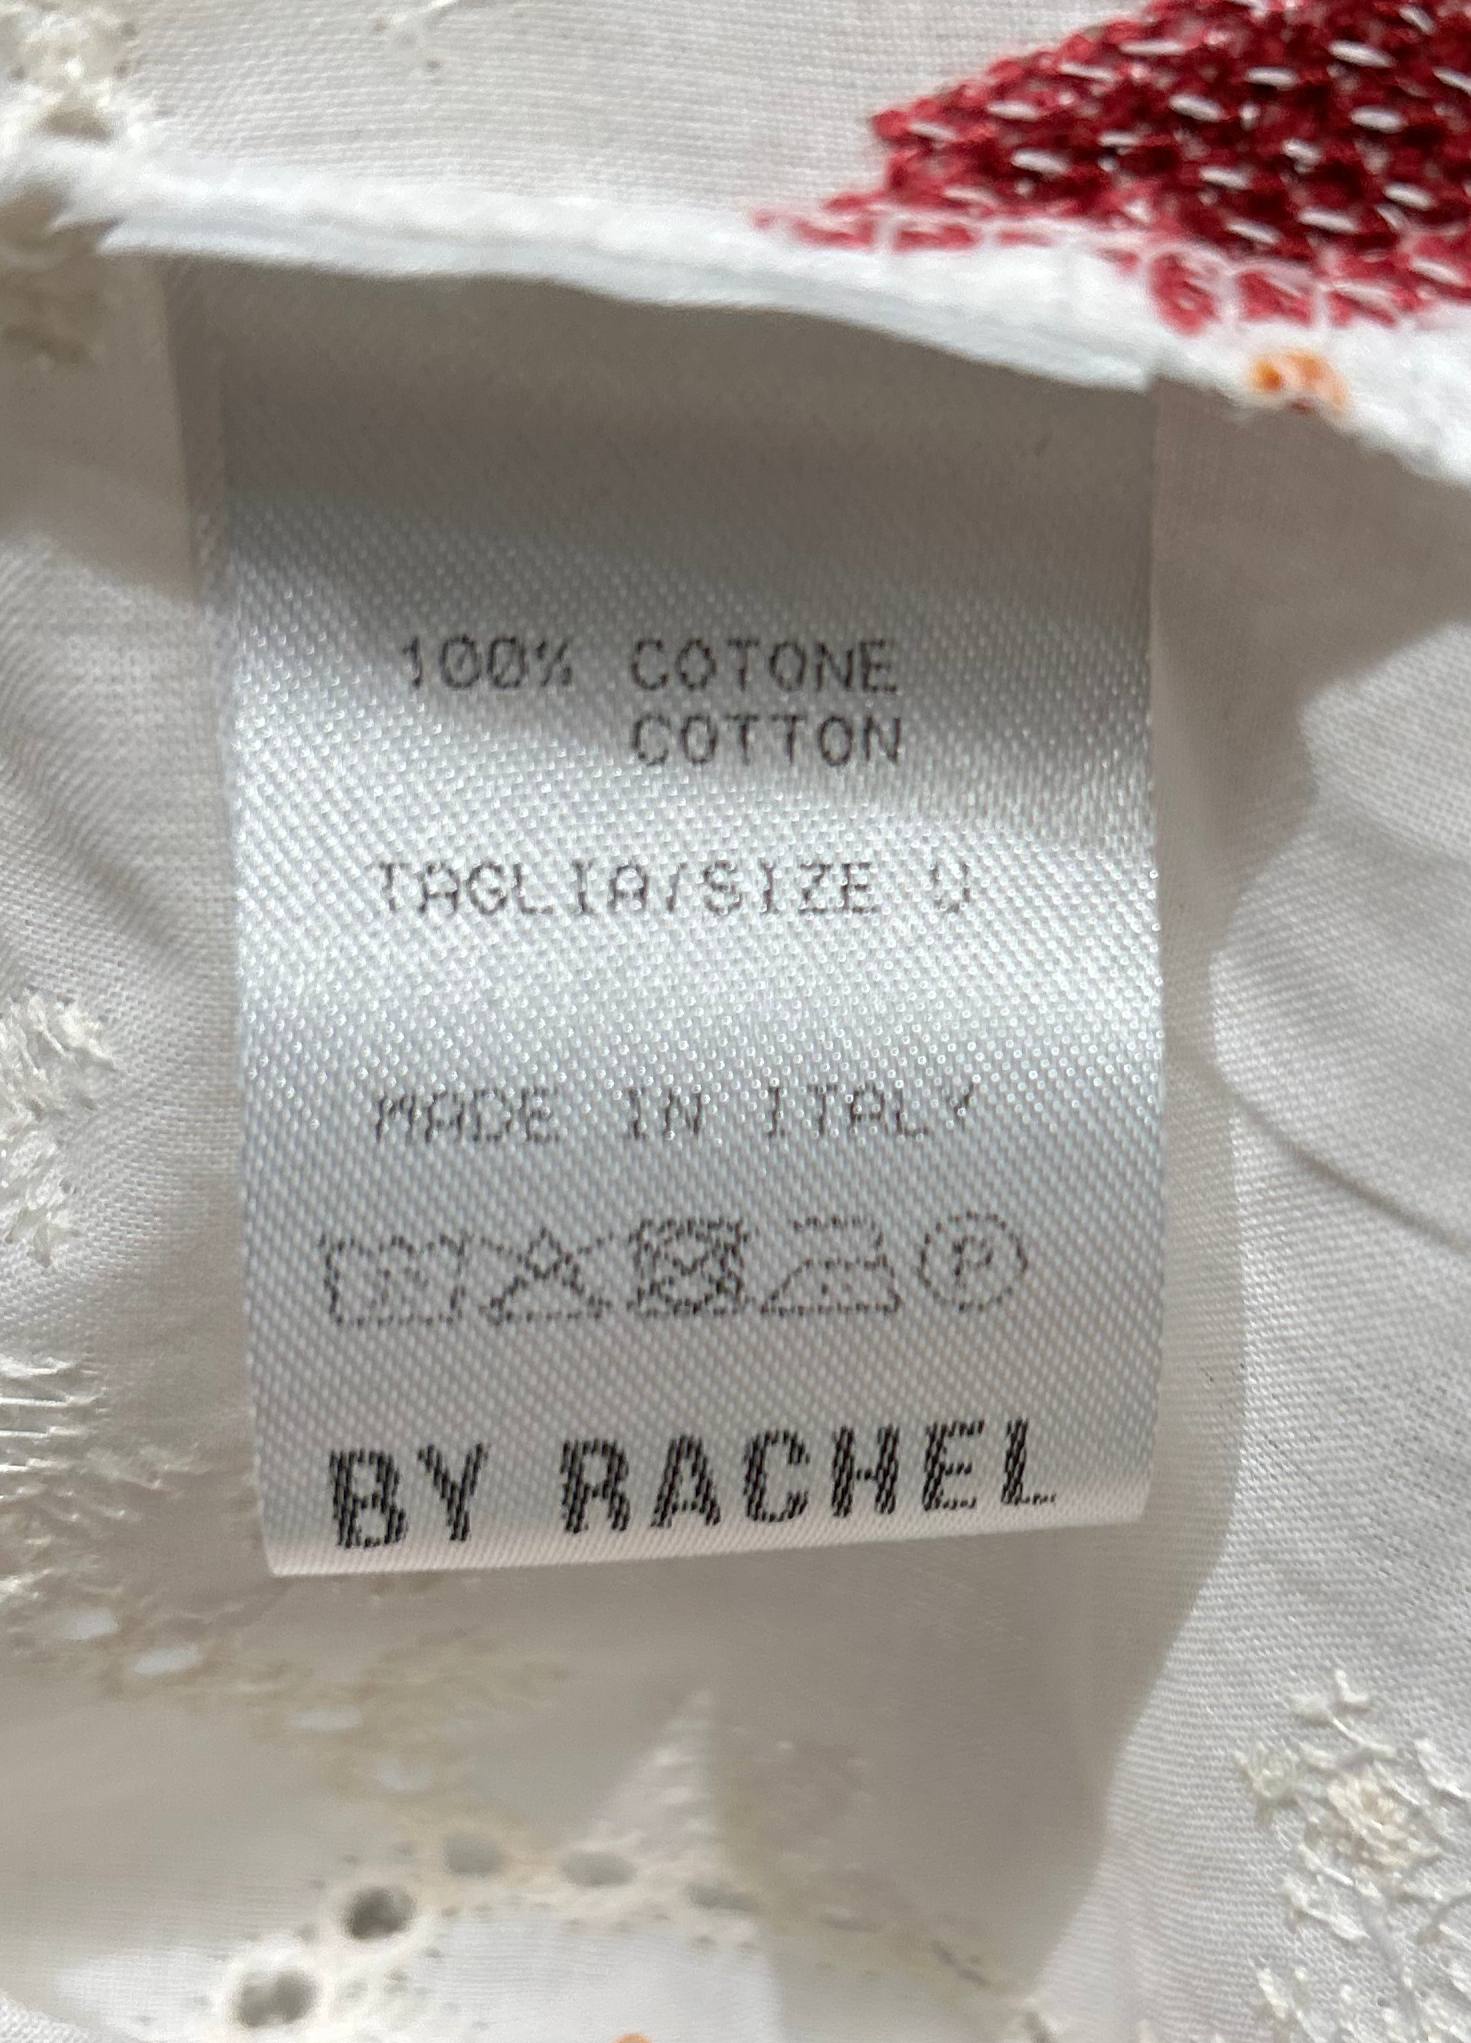 100% COTONE
COTTON
TAGLIA/SIZE U
MADE IN ITALY
P
BY RACHEL